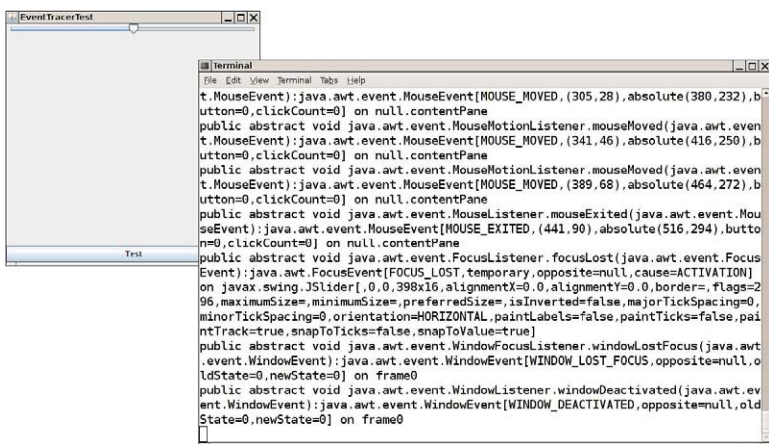 EventTracerTest
Test
Terminal
File Edit View Terminal Tabs Help
t.MouseEvent):java.awt.event.MouseEvent[MOUSE_MOVED,(305,28),absolute(380,232),b
utton=0,clickCount=0] on null.contentPane
public abstract void java.awt.event.MouseMotionListener.mouseMoved(java.awt.even
t.MouseEvent):java.awt.event.MouseEvent[MOUSE_MOVED,(341,46),absolute(416,250),b
utton=0,clickCount=0] on null.contentPane
public abstract void java.awt.event.MouseMotionListener.mouseMoved(java.awt.even
t.MouseEvent):java.awt.event.MouseEvent[MOUSE_MOVED,(389,68),absolute(464,272),b
utton=0,clickCount=0] on null.contentPane
public abstract void java.awt.event.MouseListener.mouseExited(java.awt.event.Mou
seEvent):java.awt.event.MouseEvent[MOUSE_EXITED,(441,90),absolute(516,294),butto
n=0,clickCount=0] on null.contentPane
public abstract void java.awt.event.FocusListener.focusLost(java.awt.event.Focus
Event):java.awt.FocusEvent[FOCUS_LOST,temporary,opposite=null,cause=ACTIVATION]
on javax.swing.JSlider[,0,0,398x16,alignmentX=0.0,alignmentY=0.0,border=,flags=2
96,maximumSize=,minimumSize=,preferredSize=,isInverted=false,majorTickSpacing=0,
minorTickSpacing=0,orientation=HORIZONTAL,paintLabels=false,paintTicks=false,pai
ntTrack=true,snapToTicks=false,snapToValue=true]
public abstract void java.awt.event.WindowFocusListener.windowLostFocus(java.awt
.event.WindowEvent):java.awt.event.WindowEvent[WINDOW_LOST_FOCUS,opposite=null,o
ldState=0,newState=0] on frame0
public abstract void java.awt.event.WindowListener.windowDeactivated(java.awt.ev
ent.WindowEvent):java.awt.event.WindowEvent[WINDOW_DEACTIVATED,opposite=null,old
State=0,newState=0] on frame0